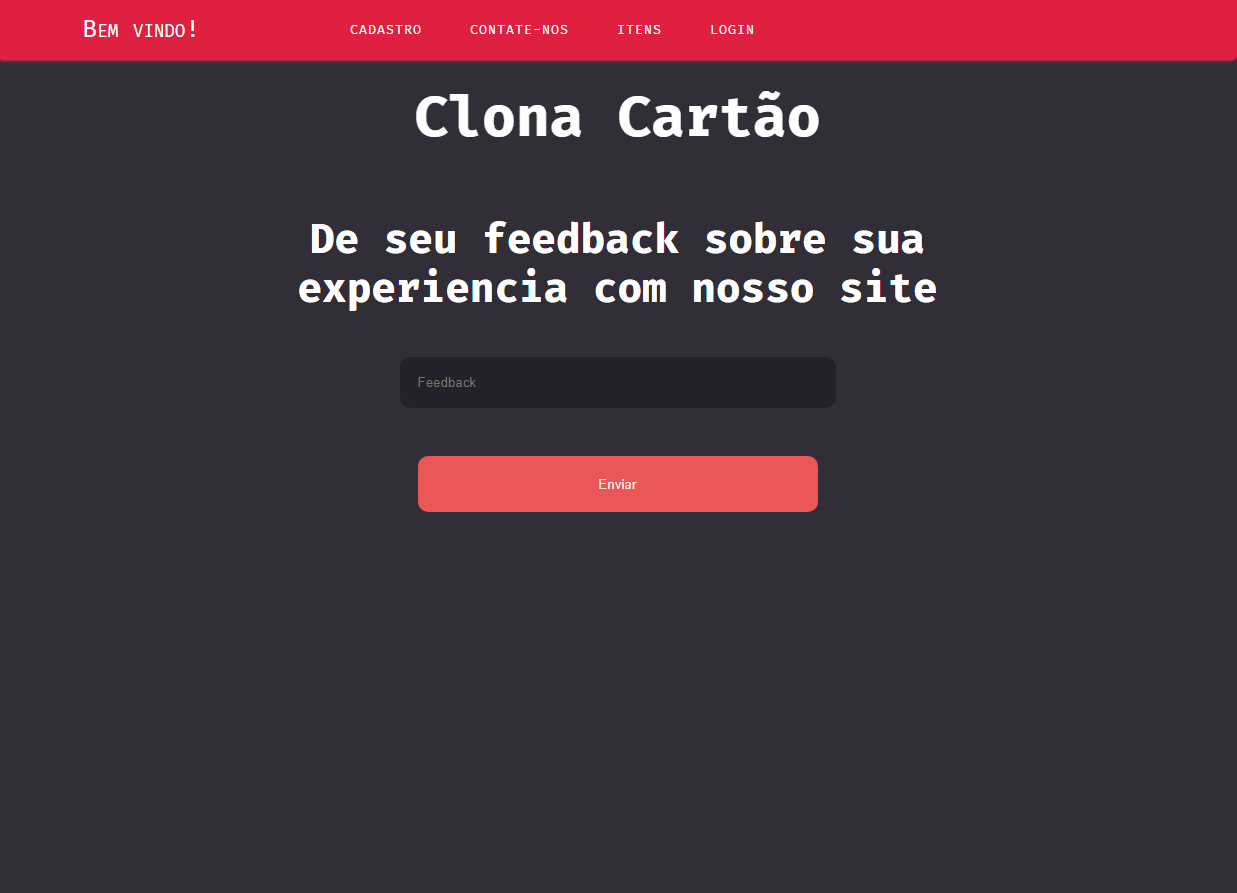 Bem vindo!
CADASTRO
CONTATE-NOS
ITENS
LOGIN
Clona Cartão
De seu feedback sobre sua
experiencia com nosso site
Feedback
Enviar